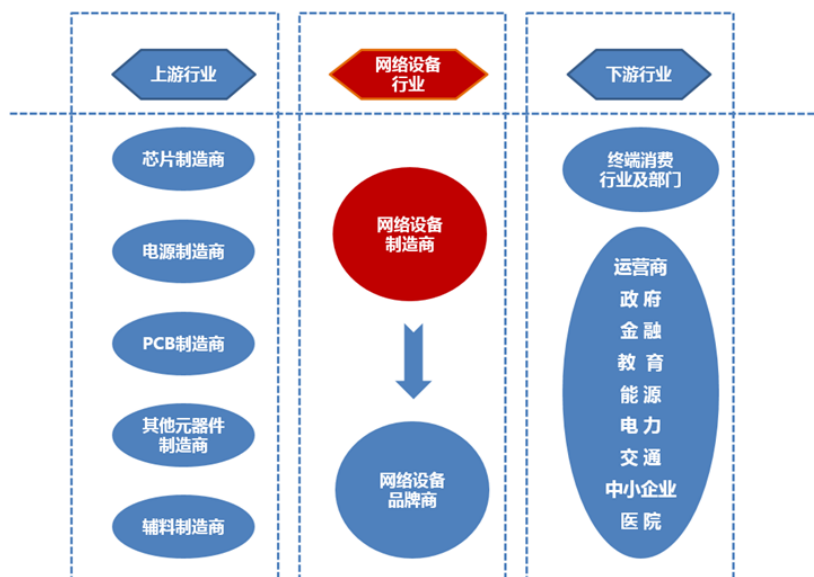 上游行业
网络设备
行业
下游行业
芯片制造商
电源制造商
PCB制造商
其他元器件
制造商
辅料制造商
网络设备
制造商
网络设备
品牌商
终端消费
行业及部门
运营商
政 府
金 融
教 育
能 源
电 力
交 通
中小企业
医 院